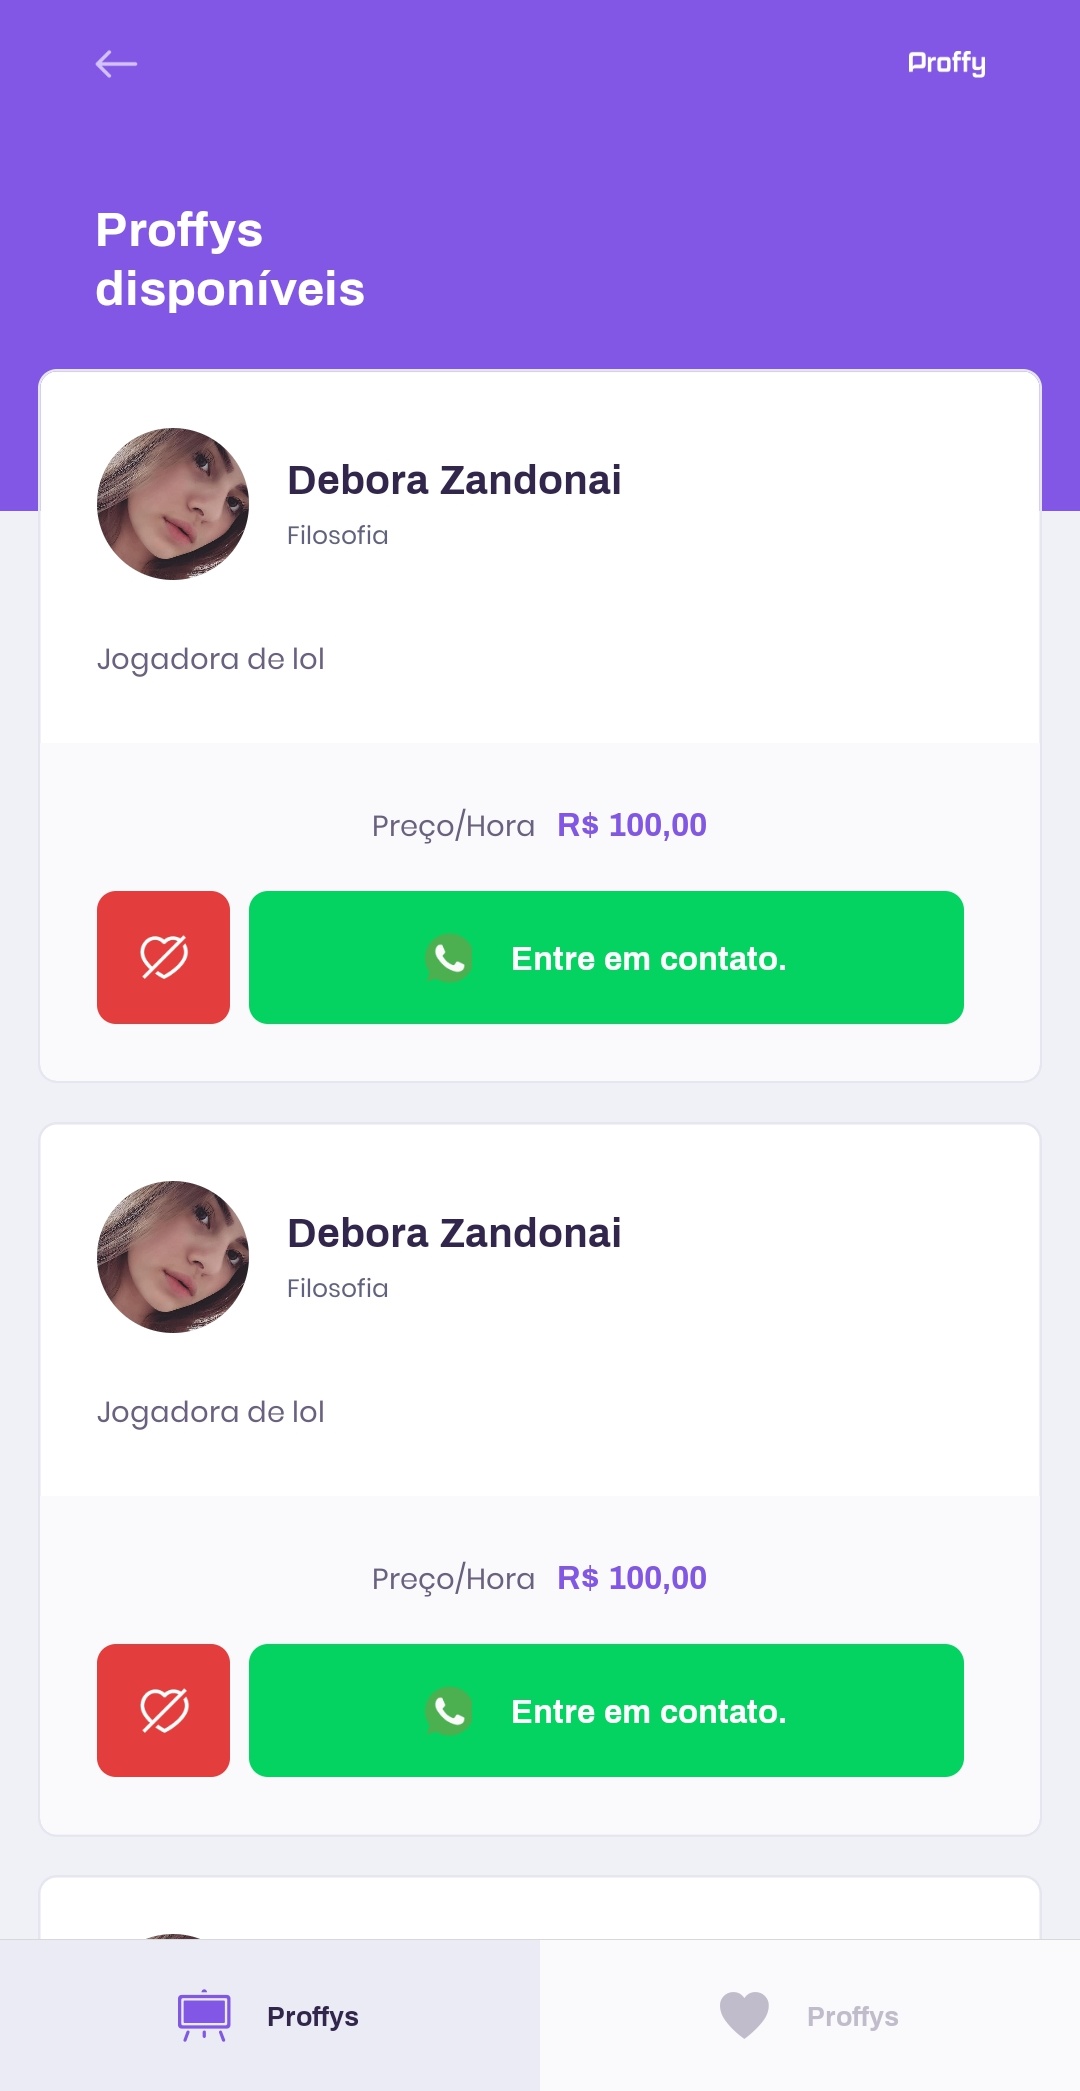 Proffy
Proffys
disponíveis
Debora Zandonai
Filosofia
Jogadora de lol
Preço/Hora R$ 100,00
Entre em contato.
Debora Zandonai
Filosofia
Jogadora de lol
Preço/Hora R$ 100,00
Entre em contato.
Proffys
Proffys